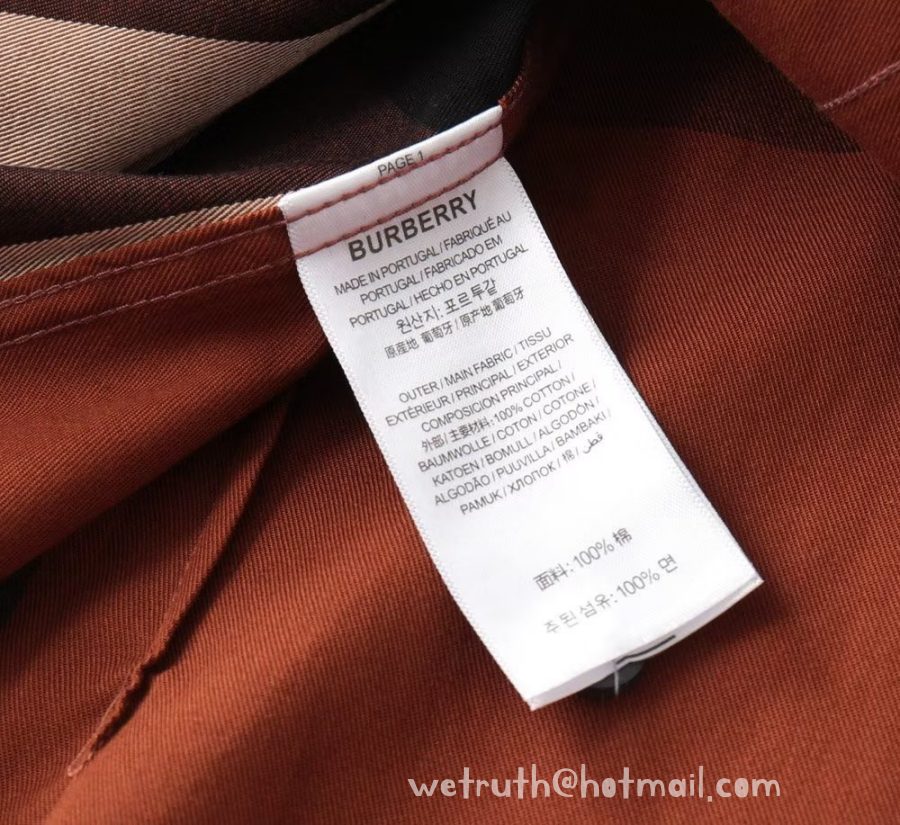 PAGE 1
BURBERRY
MADE IN PORTUGAL / FABRIQUÉ AU
PORTUGAL / FABRICADO EM
PORTUGAL / HECHO EN PORTUGAL
원산지: 포르투갈
原產地 葡萄牙 / 原产地 葡萄牙
OUTER / MAIN FABRIC / TISSU
EXTÉRIEUR / PRINCIPAL / EXTERIOR
COMPOSICION PRINCIPAL /
外部 / 主要材料: 100% COTTON /
BAUMWOLLE / COTON / COTONE /
KATOEN / BOMULL / ALGODÓN /
ALGODÃO / PUUVILLA / BAMBAKI /
PAMUK / ХЛОПОК / 棉 / قطن
面料: 100% 棉
주된 섬유: 100% 면
wetruth@hotmail.com